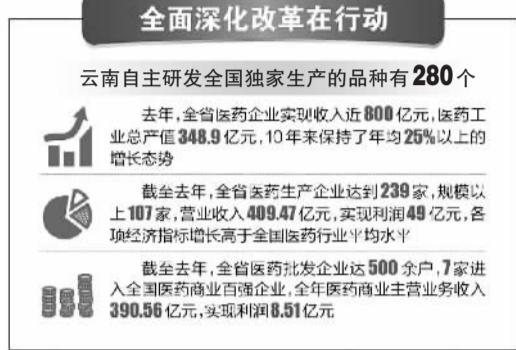 全面深化改革在行动
云南自主研发全国独家生产的品种有280个
去年,全省医药企业实现收入近800亿元,医药工
业总产值348.9亿元,10年来保持了年均25%以上的
增长态势
截至去年,全省医药生产企业达到239家,规模以
上107家,营业收入409.47亿元,实现利润49亿元,各
项经济指标增长高于全国医药行业平均水平
截至去年,全省医药批发企业达500余户,7家进
入全国医药商业百强企业,全年医药商业主营业务收入
390.56亿元,实现利润8.51亿元